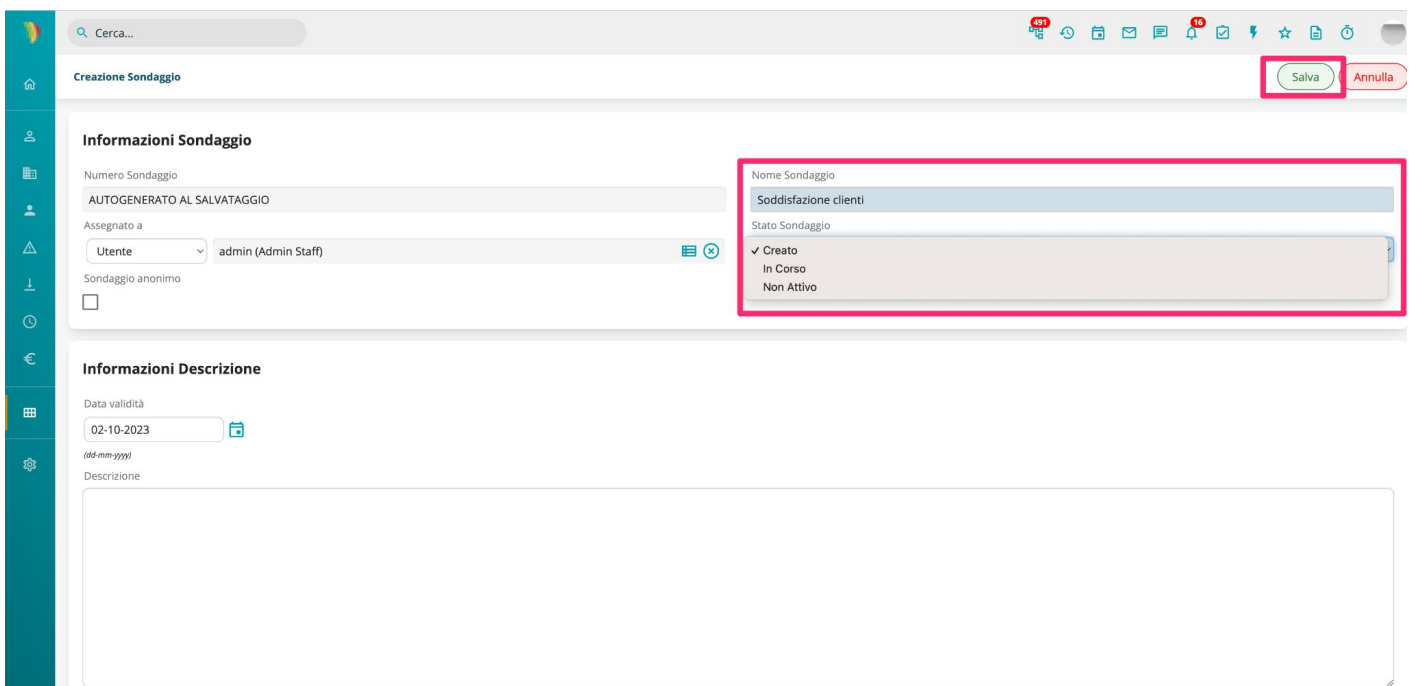 491
16
Cerca...
Creazione Sondaggio
Salva
Annulla
Informazioni Sondaggio
Numero Sondaggio
AUTOGENERATO AL SALVATAGGIO
Nome Sondaggio
Soddisfazione clienti
Assegnato a
Utente
admin (Admin Staff)
Stato Sondaggio
✓ Creato
In Corso
Non Attivo
Sondaggio anonimo
Informazioni Descrizione
Data validità
02-10-2023
(dd-mm-yyyy)
Descrizione